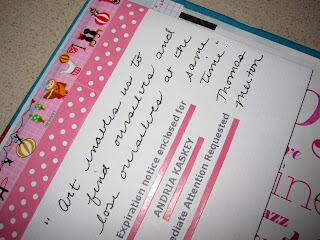 "Art enables us to
find ourselves and
lose ourselves at the
same
time."
Thomas
Merton
Expiration notice enclosed for
ANDRIA KASKEY
ediate Attention Requested